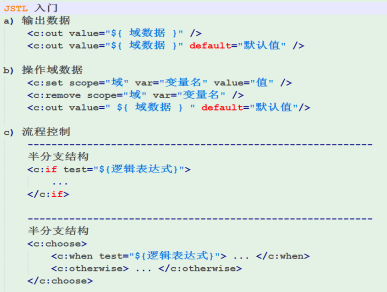 JSTL 入门
a) 输出数据
<c:out value="${ 域数据 }" />
<c:out value="${ 域数据 }" default="默认值" />
b) 操作域数据
<c:set scope="域" var="变量名" value="值" />
<c:remove scope="域" var="变量名" />
<c:out value=" ${ 域数据 } " default="默认值"/>
c) 流程控制
------------------------------------------------
半分支结构
<c:if test="${逻辑表达式}">
...
</c:if>
------------------------------------------------
半分支结构
<c:choose>
<c:when test="${逻辑表达式}"> ... </c:when>
<c:otherwise> ... </c:otherwise>
</c:choose>